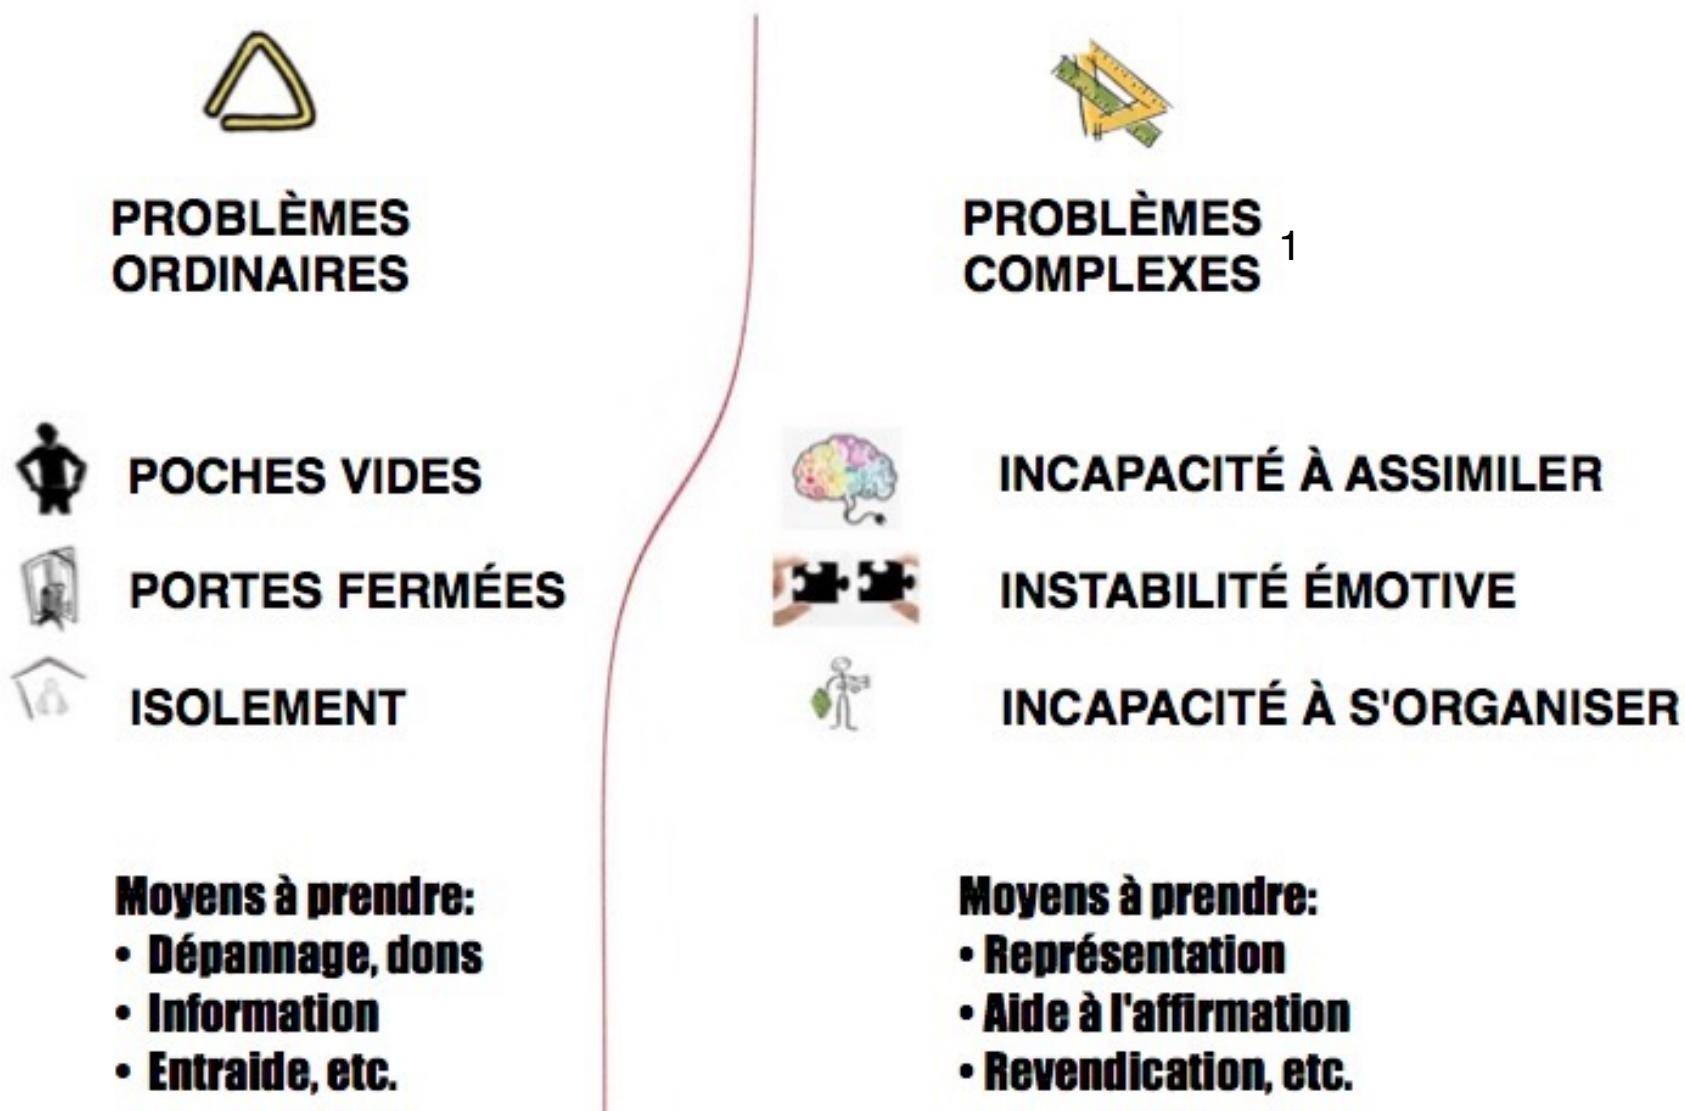 PROBLÈMES
ORDINAIRES
POCHES VIDES
PORTES FERMÉES
ISOLEMENT
Moyens à prendre:
• Dépannage, dons
• Information
• Entraide, etc.
PROBLÈMES
COMPLEXES 1
INCAPACITÉ À ASSIMILER
INSTABILITÉ ÉMOTIVE
INCAPACITÉ À S'ORGANISER
Moyens à prendre:
• Représentation
• Aide à l'affirmation
• Revendication, etc.